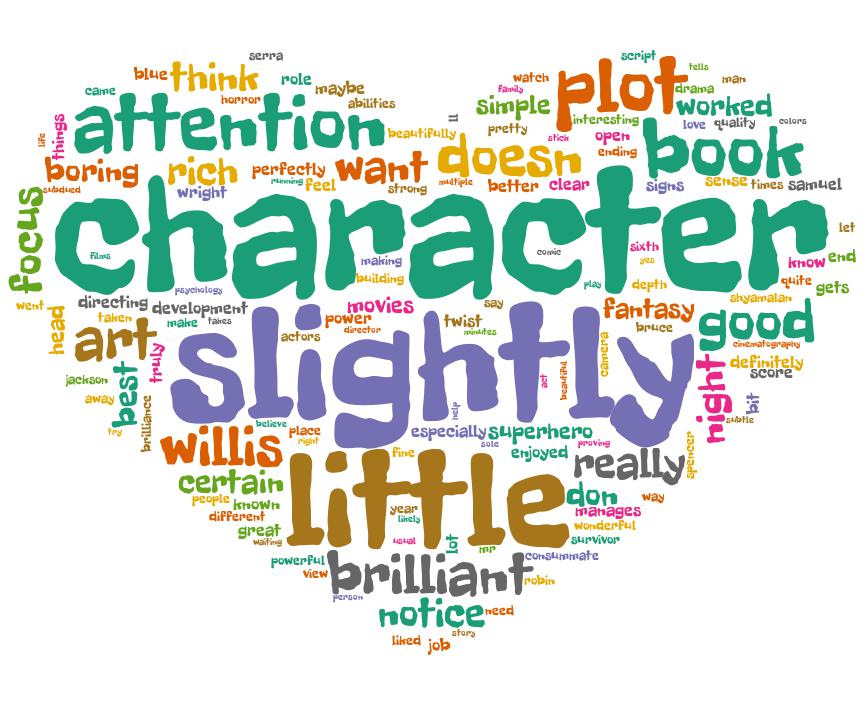 serra
script
blue think role maybe
watch plot tells man
came horror abilities family drama
attention ll simple interesting worked
life things beautifully pretty stick open love quality colors
boring rich perfectly want doesn ending book
subdued wright running feel strong multiple better clear signs sense times samuel
focus character let
films making comic sixth yes know end
psychology building play depth quite gets
went directing development movies say fantasy shyamalan
head taken make takes power director twist minutes bruce good
art actors slightly camera cinematography
truly definitely
jackson best act beautiful night score
away brilliance help bit
try believe place especially superhero subtle
willis right sole proving
fine enjoyed really spencer
certain little don way
people known year manages
different likely wonderful
great waiting usual lot mr survivor
powerful brilliant consummate
view robin
person notice need
liked job story